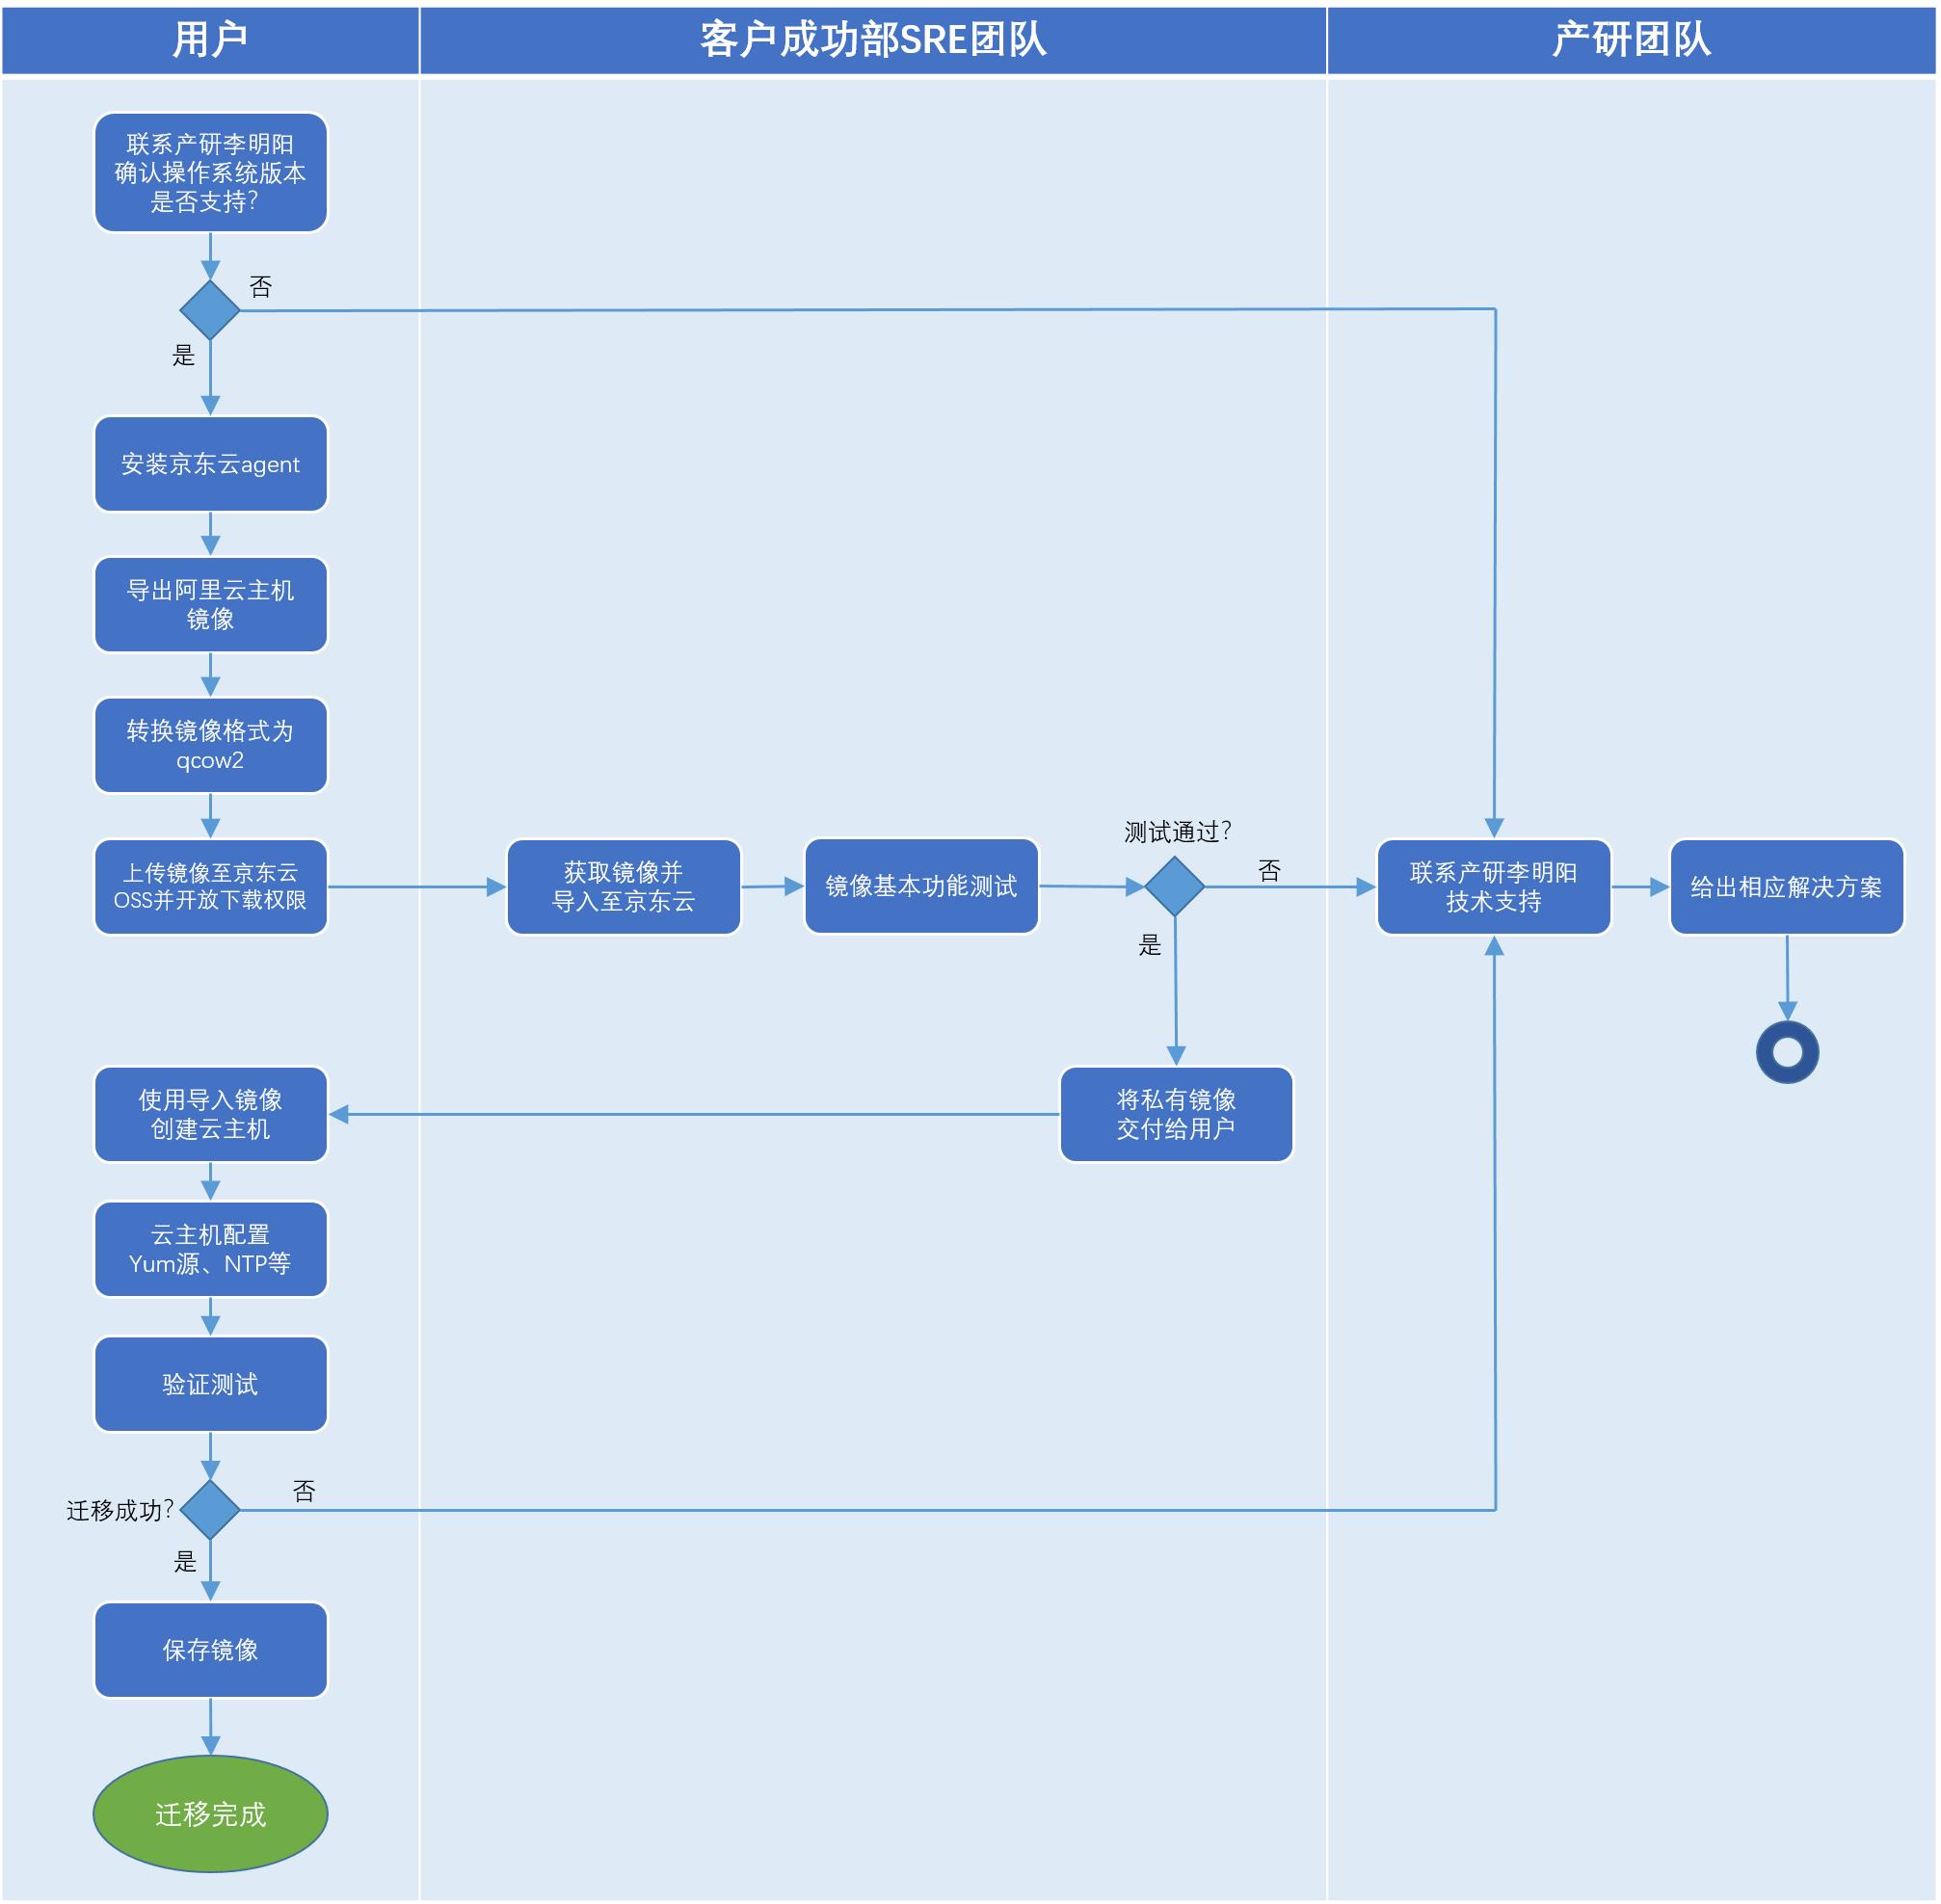 用户
客户成功部SRE团队
产研团队
联系产研李明阳
确认操作系统版本
是否支持？
否
是
安装京东云agent
导出阿里云主机
镜像
转换镜像格式为
qcow2
上传镜像至京东云
OSS并开放下载权限
获取镜像并
导入至京东云
镜像基本功能测试
测试通过？
否
是
联系产研李明阳
技术支持
给出相应解决方案
将私有镜像
交付给用户
使用导入镜像
创建云主机
云主机配置
Yum源、NTP等
验证测试
迁移成功？
否
是
保存镜像
迁移完成